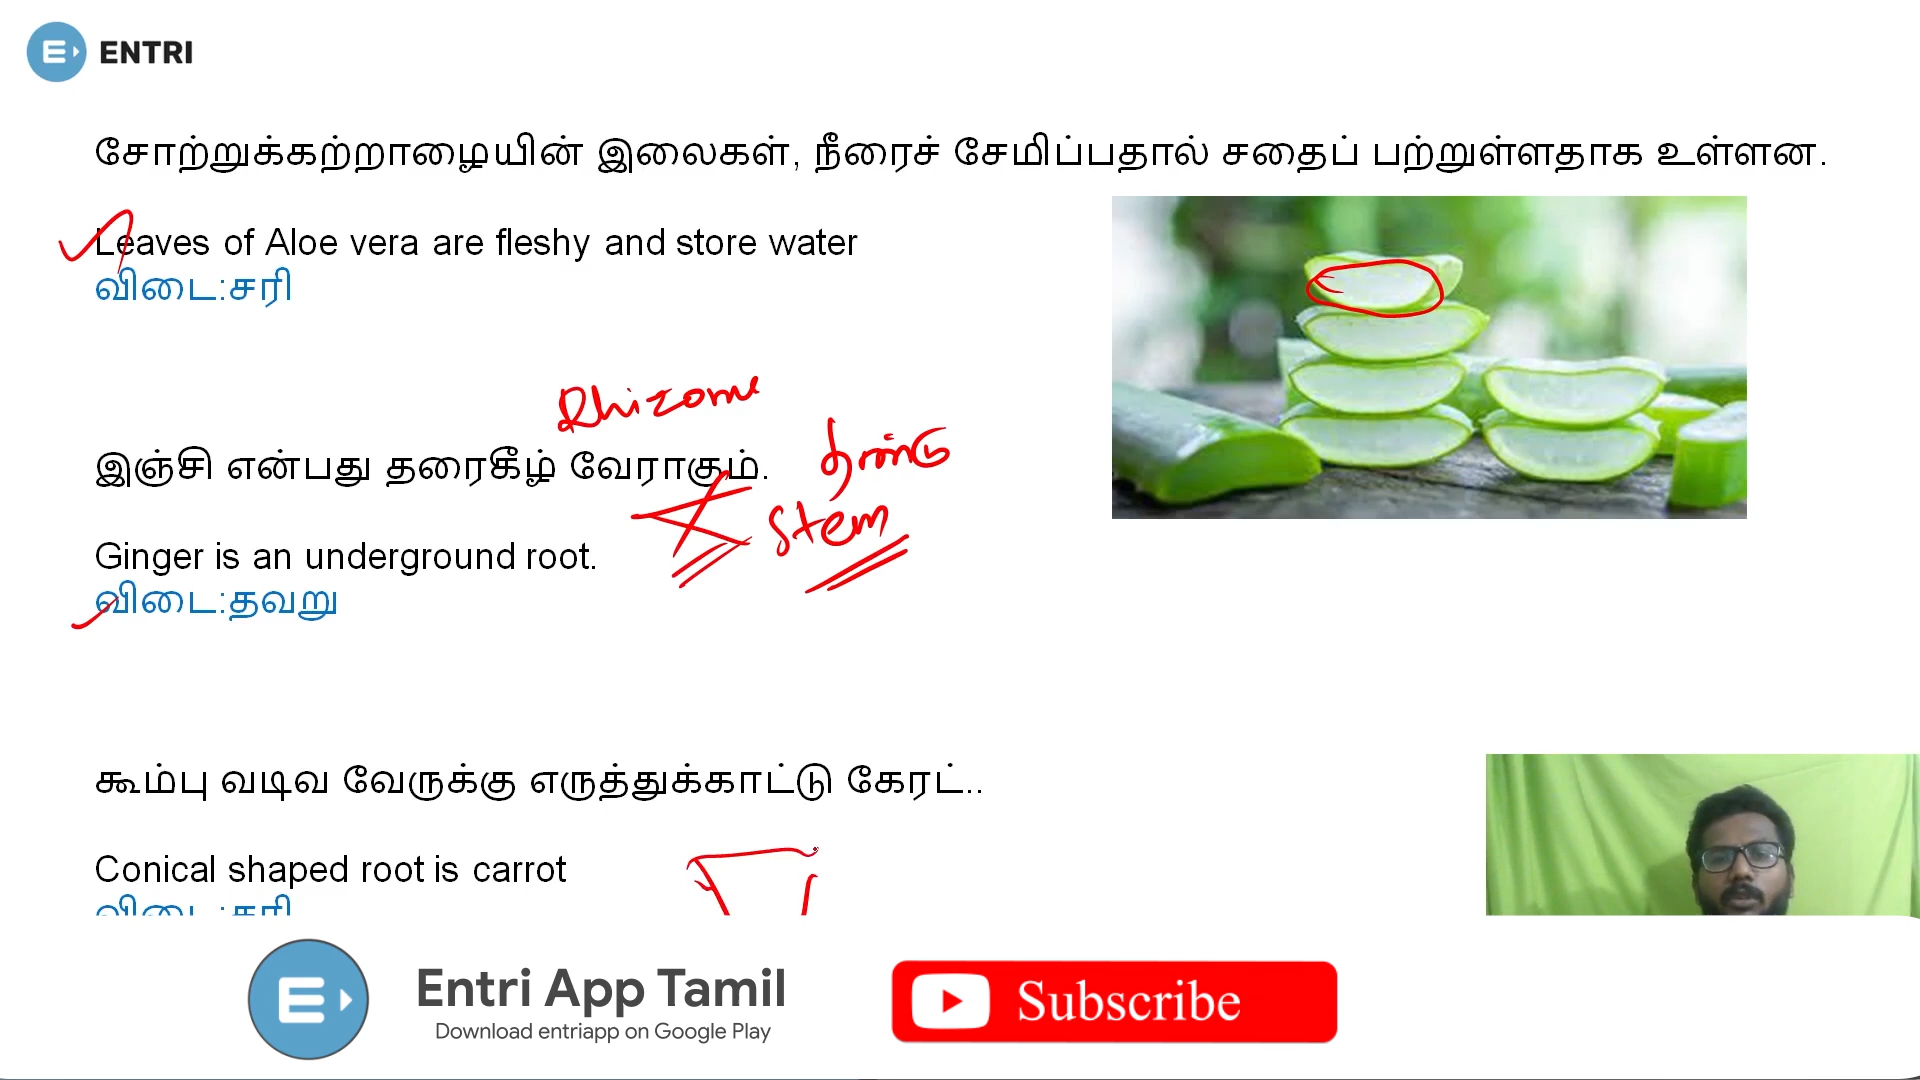 ENTRI
சோற்றுக்கற்றாழையின் இலைகள், நீரைச் சேமிப்பதால் சதைப் பற்றுள்ளதாக உள்ளன.
Leaves of Aloe vera are fleshy and store water
விடை:சரி
Rhizome
இஞ்சி என்பது தரைகீழ் வேராகும்.
தண்டு
Stem
Ginger is an underground root.
விடை:தவறு
கூம்பு வடிவ வேருக்கு எருத்துக்காட்டு கேரட்..
Conical shaped root is carrot
விடை:சரி
Entri App Tamil
Download entriapp on Google Play
Subscribe